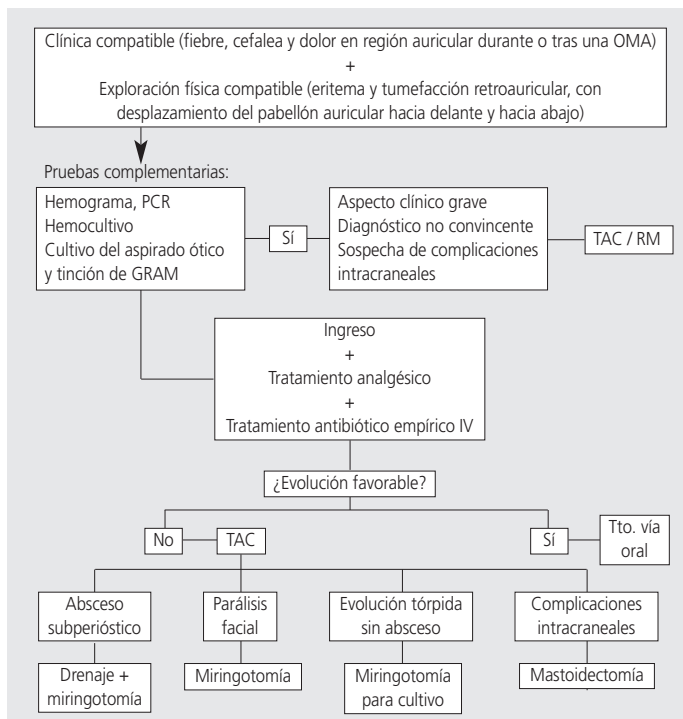 Clínica compatible (fiebre, cefalea y dolor en región auricular durante o tras una OMA)
+
Exploración física compatible (eritema y tumefacción retroauricular, con
desplazamiento del pabellón auricular hacia delante y hacia abajo)
Pruebas complementarias:
Hemograma, PCR
Hemocultivo
Cultivo del aspirado ótico
y tinción de GRAM
Sí
Aspecto clínico grave
Diagnóstico no convincente
Sospecha de complicaciones
intracraneales
TAC / RM
Ingreso
+
Tratamiento analgésico
+
Tratamiento antibiótico empírico IV
¿Evolución favorable?
No
TAC
Sí
Tto. vía
oral
Absceso
subperióstico
Parálisis
facial
Evolución tórpida
sin absceso
Complicaciones
intracraneales
Drenaje +
miringotomía
Miringotomía
Miringotomía
para cultivo
Mastoidectomía